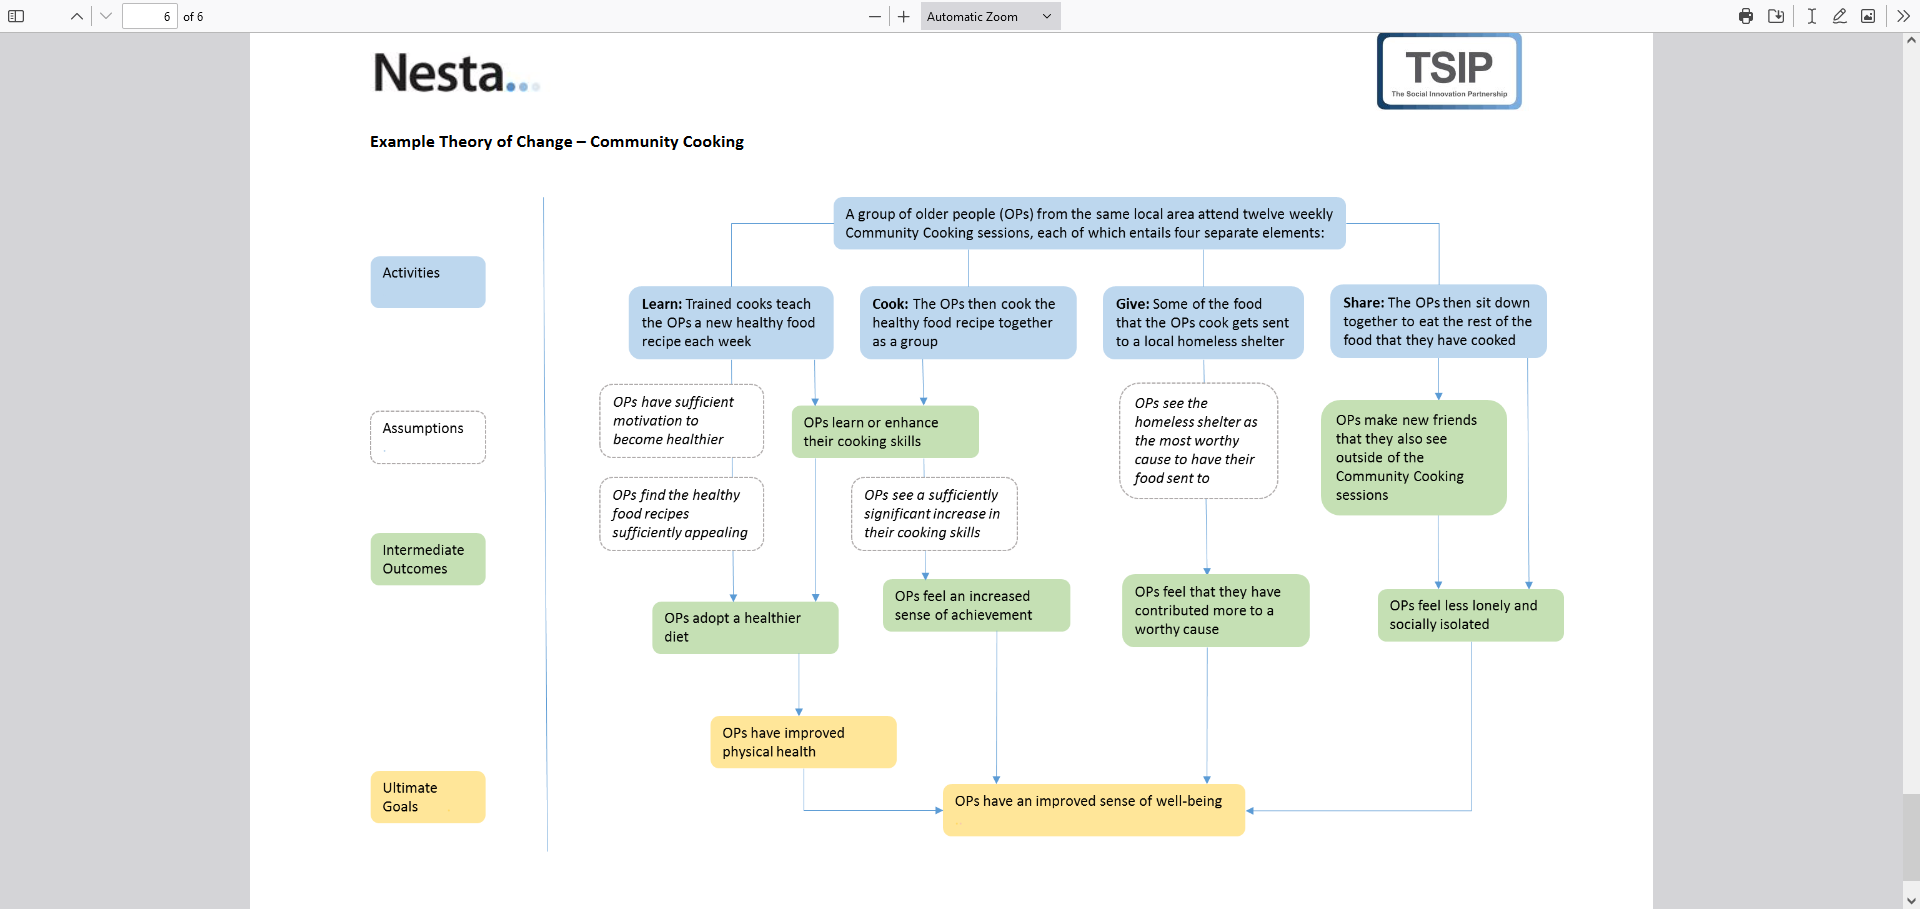 6 of 6
Automatic Zoom
Nesta...
TSIP
The Social Innovation Partnership
Example Theory of Change – Community Cooking
A group of older people (OPs) from the same local area attend twelve weekly
Community Cooking sessions, each of which entails four separate elements:
Activities
Learn: Trained cooks teach
the OPs a new healthy food
recipe each week
Cook: The OPs then cook the
healthy food recipe together
as a group
Give: Some of the food
that the OPs cook gets sent
to a local homeless shelter
Share: The OPs then sit down
together to eat the rest of the
food that they have cooked
Assumptions
OPs have sufficient
motivation to
become healthier
OPs learn or enhance
their cooking skills
OPs see the
homeless shelter as
the most worthy
cause to have their
food sent to
OPs make new friends
that they also see
outside of the
Community Cooking
sessions
OPs find the healthy
food recipes
sufficiently appealing
OPs see a sufficiently
significant increase in
their cooking skills
Intermediate
Outcomes
OPs adopt a healthier
diet
OPs feel an increased
sense of achievement
OPs feel that they have
contributed more to a
worthy cause
OPs feel less lonely and
socially isolated
OPs have improved
physical health
Ultimate
Goals
OPs have an improved sense of well-being